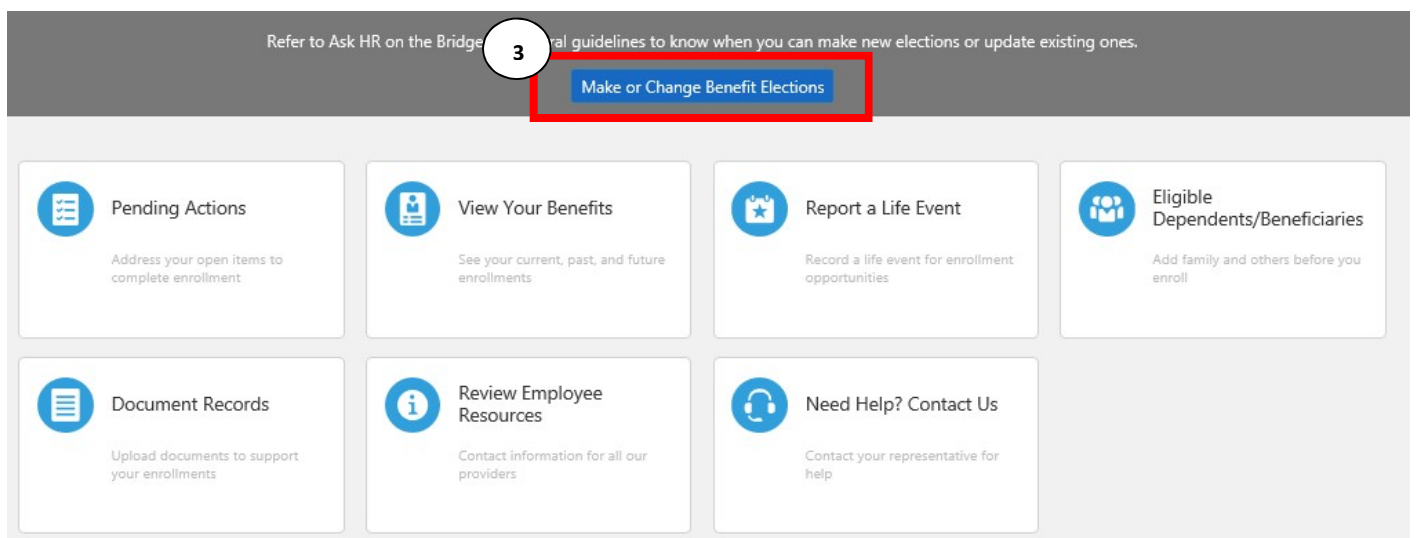 Refer to Ask HR on the Bridge ral guidelines to know when you can make new elections or update existing ones.
3
Make or Change Benefit Elections
Pending Actions
Address your open items to
complete enrollment
View Your Benefits
See your current, past, and future
enrollments
Report a Life Event
Record a life event for enrollment
opportunities
Eligible
Dependents/Beneficiaries
Add family and others before you
enroll
Document Records
Upload documents to support
your enrollments
Review Employee
Resources
Contact information for all our
providers
Need Help? Contact Us
Contact your representative for
help